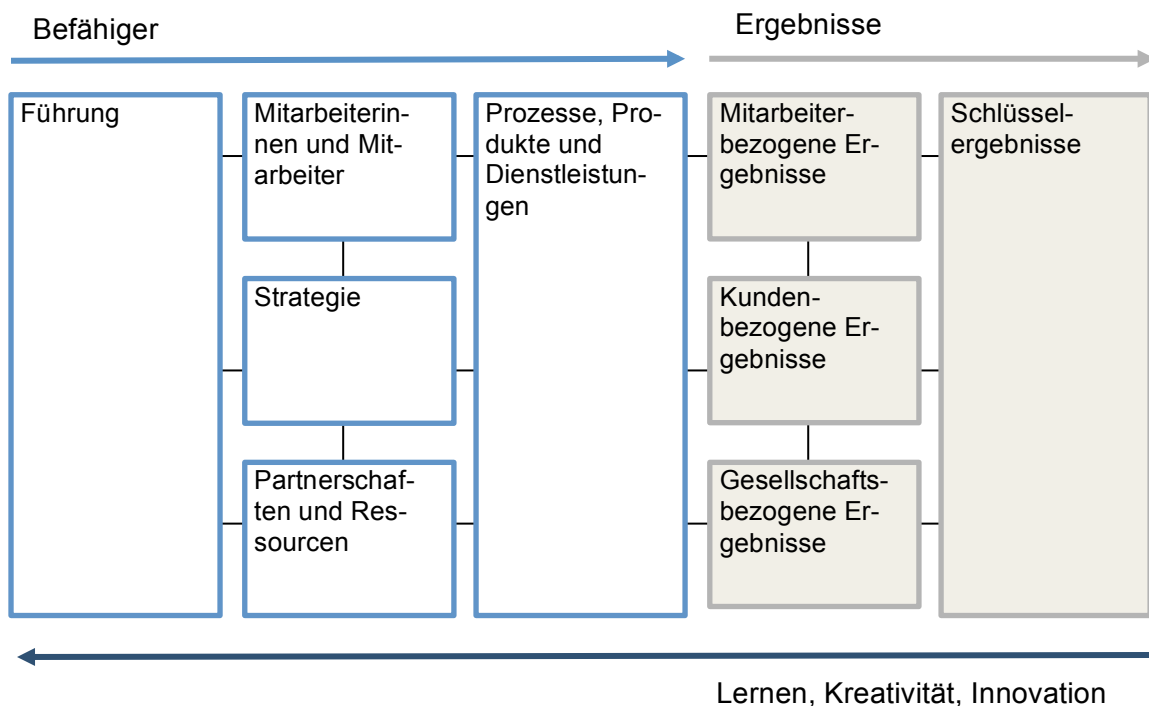 Befähiger
Ergebnisse
Führung
Mitarbeiterin-
nen und Mit-
arbeiter
Strategie
Partnerschaf-
ten und Res-
sourcen
Prozesse, Pro-
dukte und
Dienstleistun-
gen
Mitarbeiter-
bezogene Er-
gebnisse
Kunden-
bezogene Er-
gebnisse
Gesellschafts-
bezogene Er-
gebnisse
Schlüssel-
ergebnisse
Lernen, Kreativität, Innovation